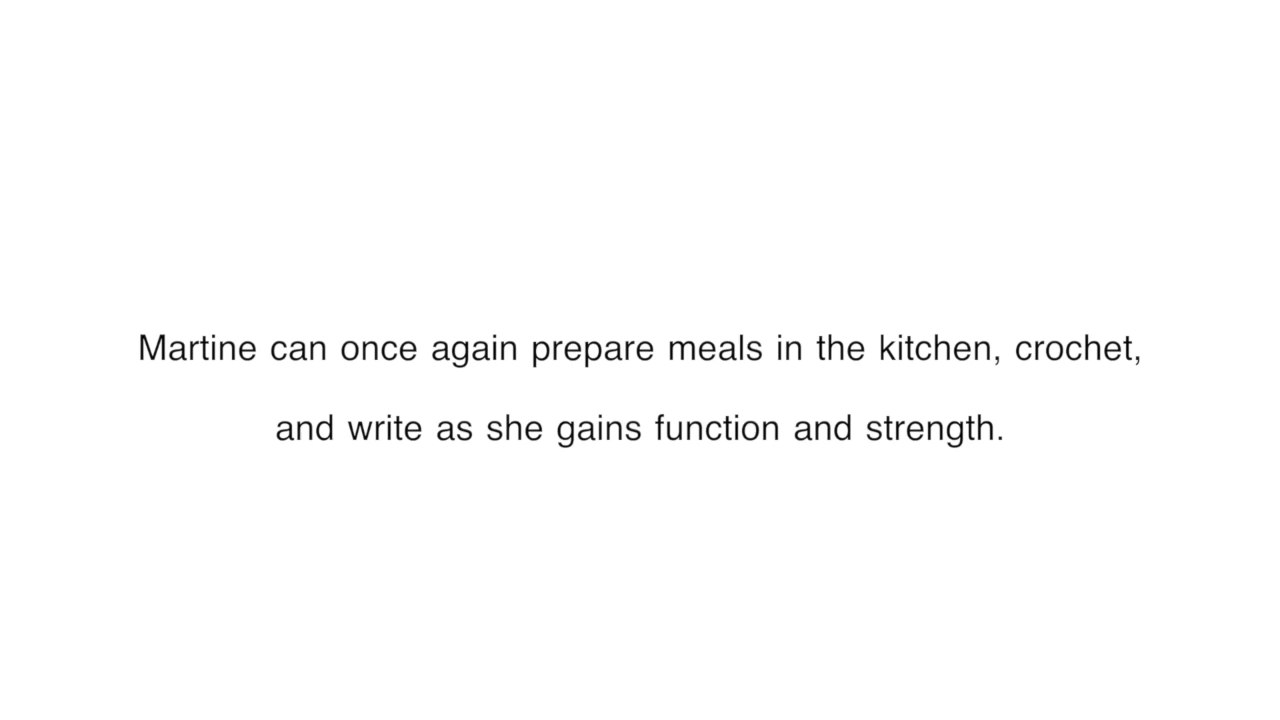 Martine can once again prepare meals in the kitchen, crochet,
and write as she gains function and strength.